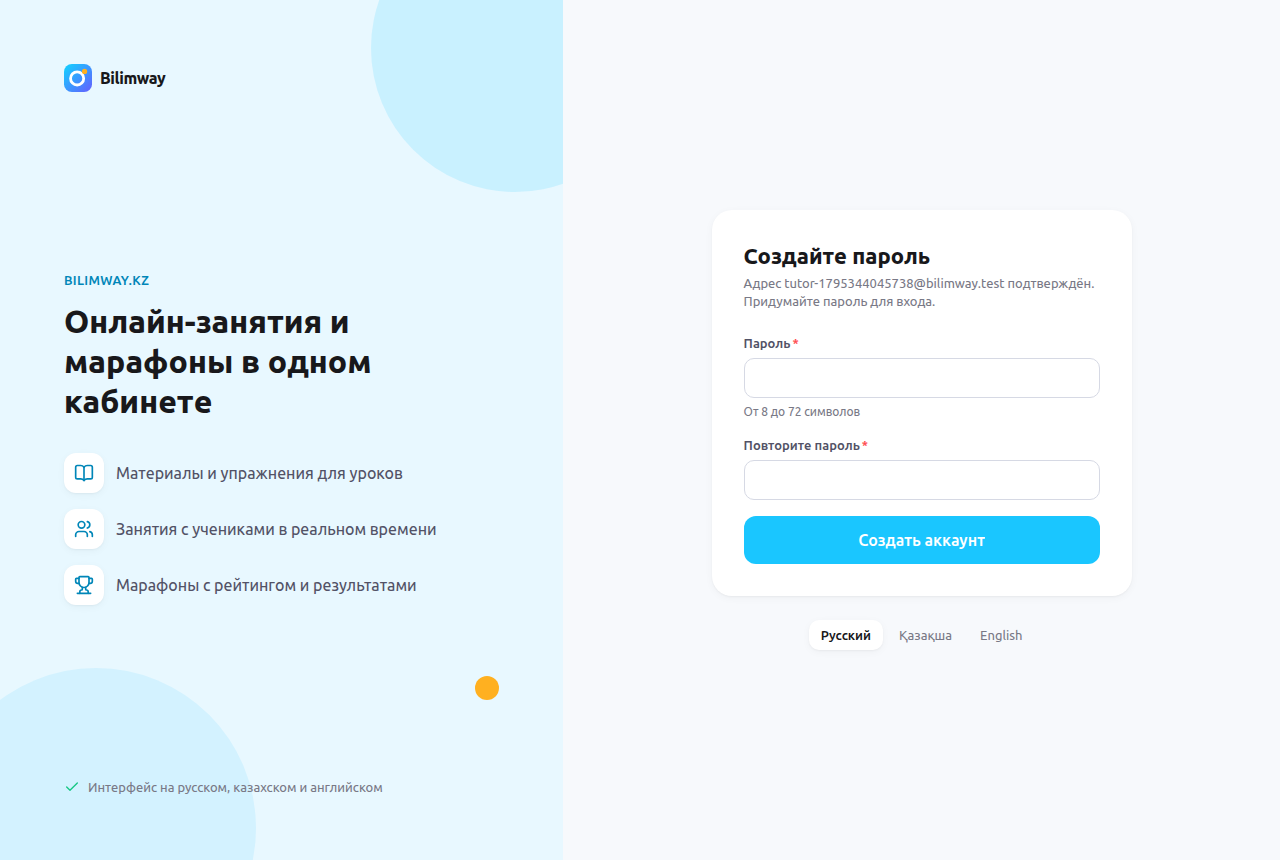 Bilimway
BILIMWAY.KZ
Онлайн-занятия и
марафоны в одном
кабинете
Материалы и упражнения для уроков
Занятия с учениками в реальном времени
Марафоны с рейтингом и результатами
Интерфейс на русском, казахском и английском
Создайте пароль
Адрес tutor-1795344045738@bilimway.test подтверждён.
Придумайте пароль для входа.
Пароль *
От 8 до 72 символов
Повторите пароль *
Создать аккаунт
Русский Қазақша English